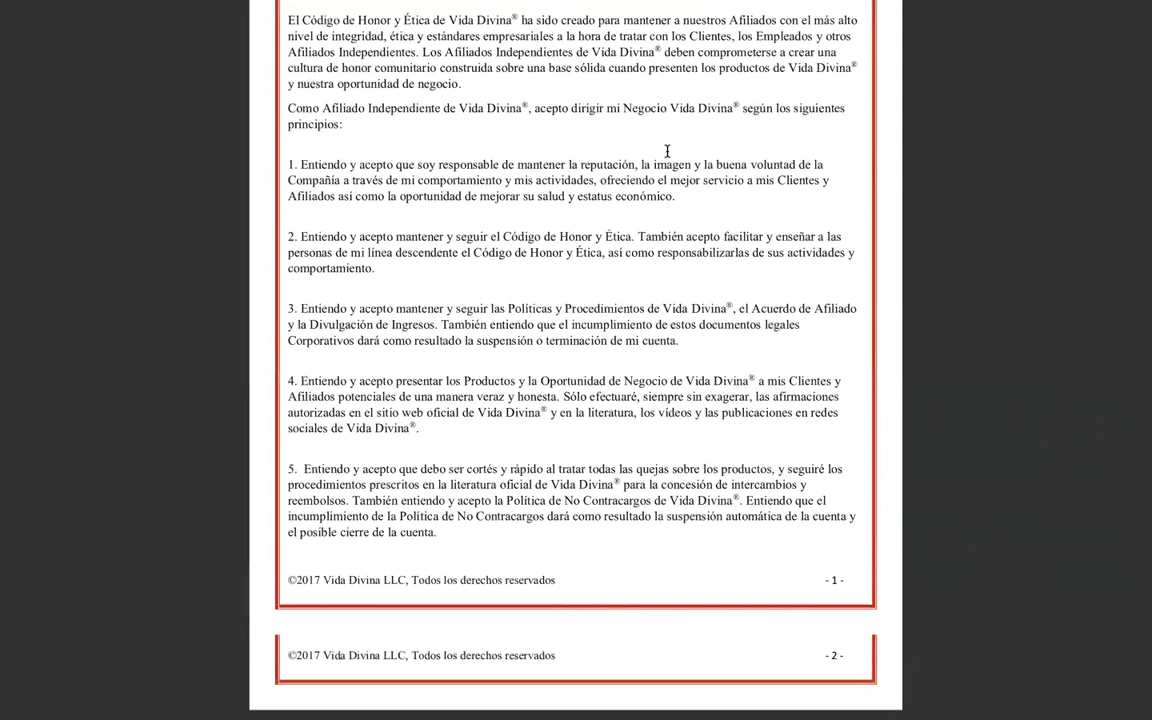 El Código de Honor y Ética de Vida Divina® ha sido creado para mantener a nuestros Afiliados con el más alto
nivel de integridad, ética y estándares empresariales a la hora de tratar con los Clientes, los Empleados y otros
Afiliados Independientes. Los Afiliados Independientes de Vida Divina® deben comprometerse a crear una
cultura de honor comunitario construida sobre una base sólida cuando presenten los productos de Vida Divina®
y nuestra oportunidad de negocio.
Como Afiliado Independiente de Vida Divina®, acepto dirigir mi Negocio Vida Divina® según los siguientes
principios:
1. Entiendo y acepto que soy responsable de mantener la reputación, la imagen y la buena voluntad de la
Compañía a través de mi comportamiento y mis actividades, ofreciendo el mejor servicio a mis Clientes y
Afiliados así como la oportunidad de mejorar su salud y estatus económico.
2. Entiendo y acepto mantener y seguir el Código de Honor y Ética. También acepto facilitar y enseñar a las
personas de mi línea descendente el Código de Honor y Ética, así como responsabilizarlas de sus actividades y
comportamiento.
3. Entiendo y acepto mantener y seguir las Políticas y Procedimientos de Vida Divina®, el Acuerdo de Afiliado
y la Divulgación de Ingresos. También entiendo que el incumplimiento de estos documentos legales
Corporativos dará como resultado la suspensión o terminación de mi cuenta.
4. Entiendo y acepto presentar los Productos y la Oportunidad de Negocio de Vida Divina® a mis Clientes y
Afiliados potenciales de una manera veraz y honesta. Sólo efectuaré, siempre sin exagerar, las afirmaciones
autorizadas en el sitio web oficial de Vida Divina® y en la literatura, los vídeos y las publicaciones en redes
sociales de Vida Divina®.
5. Entiendo y acepto que debo ser cortés y rápido al tratar todas las quejas sobre los productos, y seguiré los
procedimientos prescritos en la literatura oficial de Vida Divina® para la concesión de intercambios y
reembolsos. También entiendo y acepto la Política de No Contracargos de Vida Divina®. Entiendo que el
incumplimiento de la Política de No Contracargos dará como resultado la suspensión automática de la cuenta y
el posible cierre de la cuenta.
©2017 Vida Divina LLC, Todos los derechos reservados - 1 -
©2017 Vida Divina LLC, Todos los derechos reservados - 2 -